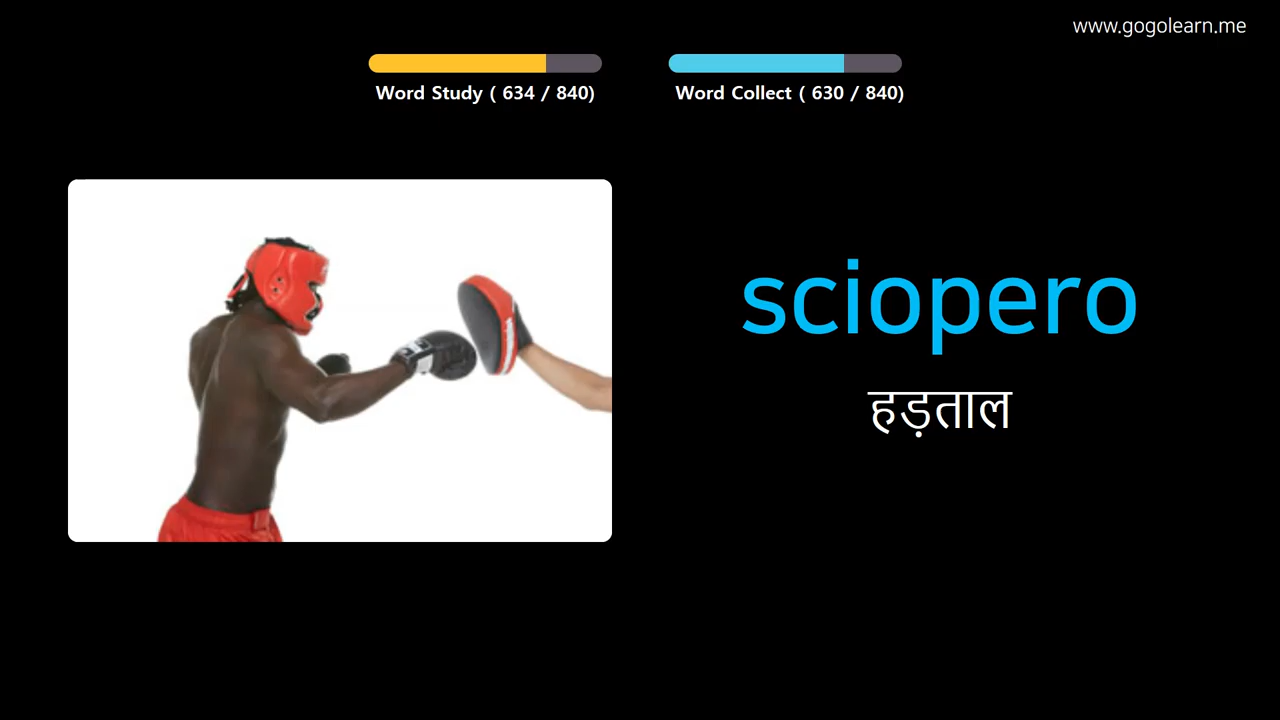 www.gogolearn.me
Word Study ( 634 / 840)
Word Collect ( 630 / 840)
sciopero
हड़ताल